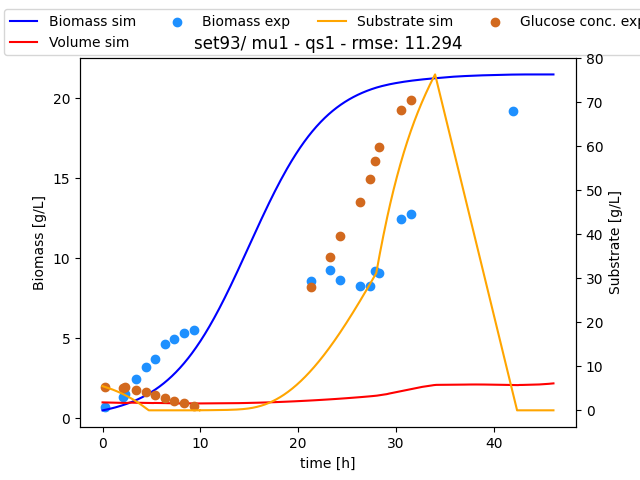 Biomass sim
Biomass exp
Substrate sim
Glucose conc. exp
Volume sim
set93/ mu1 - qs1 - rmse: 11.294
Biomass [g/L]
0
5
10
15
20
Substrate [g/L]
0
10
20
30
40
50
60
70
80
0
10
20
30
40
time [h]